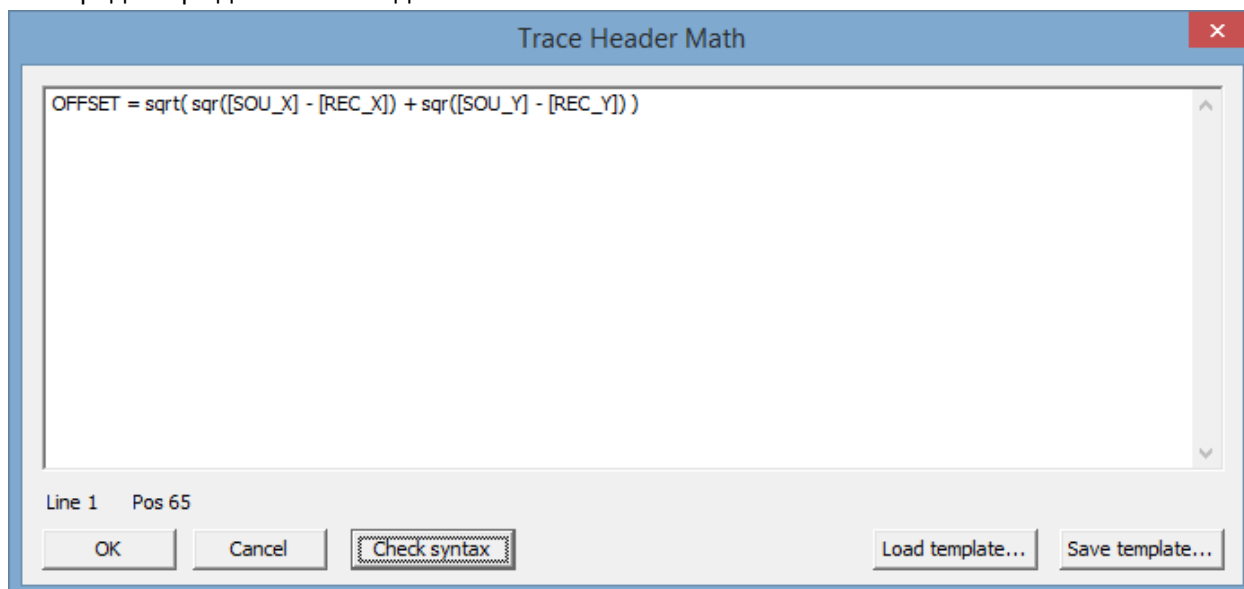 Trace Header Math
OFFSET = sqrt( sqr([SOU_X] - [REC_X]) + sqr([SOU_Y] - [REC_Y]) )
Line 1 Pos 65
OK Cancel Check syntax Load template... Save template...